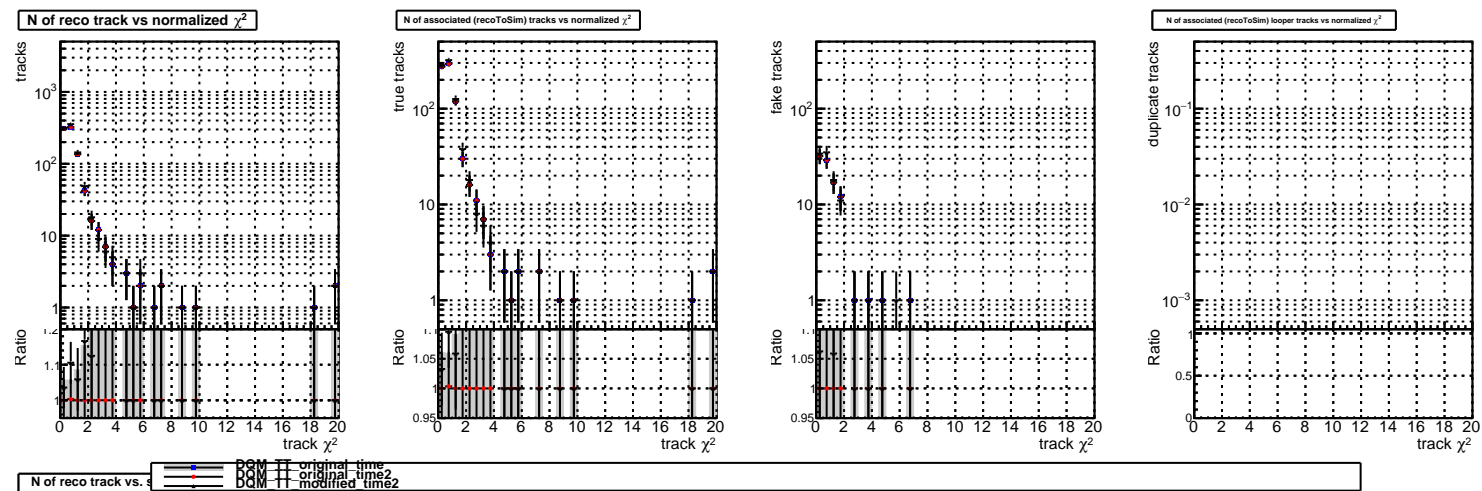 N of reco track vs normalized χ²
N of associated (recoToSim) tracks vs normalized χ²
N of associated (recoToSim) looper tracks vs normalized χ²
tracks
10³
10²
10
1
Ratio
1.2
1.1
1
0 2 4 6 8 10 12 14 16 18 20
track χ²
true tracks
10²
10
1
Ratio
1.1
1.05
1
0.95
0 2 4 6 8 10 12 14 16 18 20
track χ²
fake tracks
10²
10
1
Ratio
1.1
1.05
1
0.95
0 2 4 6 8 10 12 14 16 18 20
track χ²
duplicate tracks
10⁻¹
10⁻²
10⁻³
Ratio
1
0.5
0
0 2 4 6 8 10 12 14 16 18 20
track χ²
N of reco track vs. s
DQM_TT_original_time
DQM_TT_original_time2
DQM_TT_modified_time2